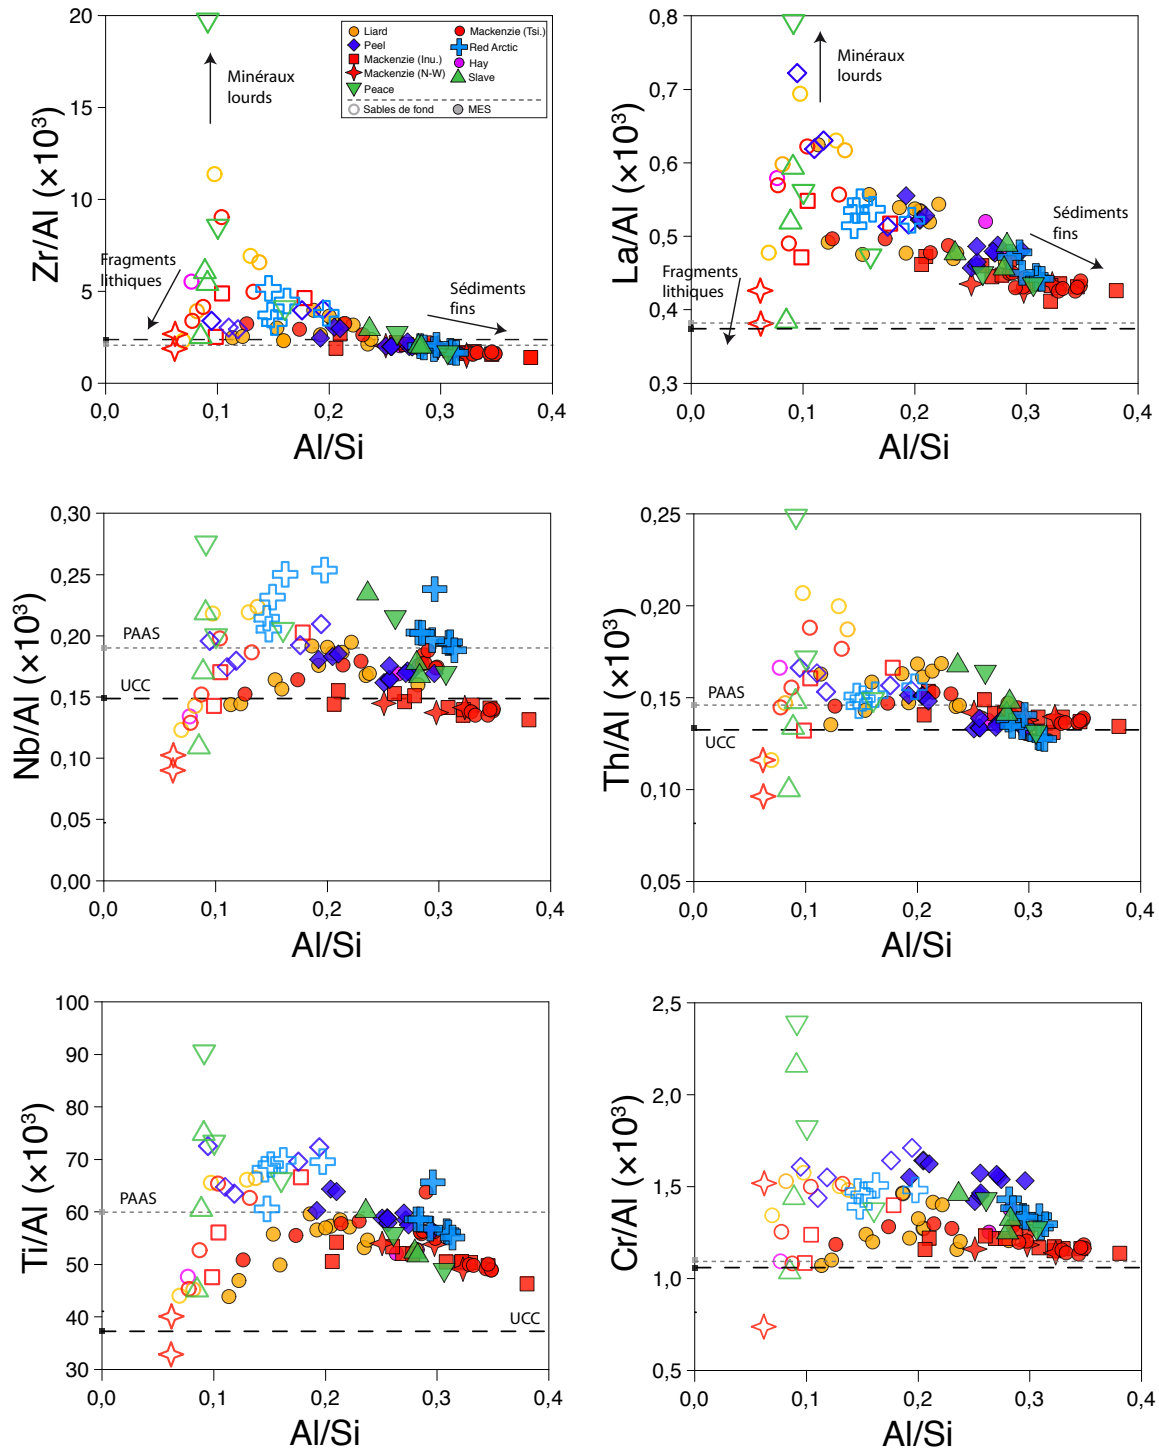 20
15
10
5
0
Zr/Al (×10³)
0,0
0,1
0,2
0,3
0,4
Al/Si
Minéraux
lourds
Fragments
lithiques
Sédiments
fins
Liard
Mackenzie (Tsi.)
Peel
Red Arctic
Mackenzie (Inu.)
Hay
Mackenzie (N-W)
Slave
Peace
Sables de fond
MES
0,8
0,7
0,6
0,5
0,4
0,3
La/Al (×10³)
0,0
0,1
0,2
0,3
0,4
Al/Si
Minéraux
lourds
Sédiments
fins
Fragments
lithiques
0,30
0,25
0,20
0,15
0,10
0,05
0,00
Nb/Al (×10³)
PAAS
UCC
0,0
0,1
0,2
0,3
0,4
Al/Si
0,25
0,20
0,15
0,10
0,05
Th/Al (×10³)
PAAS
UCC
0,0
0,1
0,2
0,3
0,4
Al/Si
100
90
80
70
60
50
40
30
Ti/Al (×10³)
PAAS
UCC
0,0
0,1
0,2
0,3
0,4
Al/Si
2,5
2,0
1,5
1,0
0,5
Cr/Al (×10³)
0,0
0,1
0,2
0,3
0,4
Al/Si